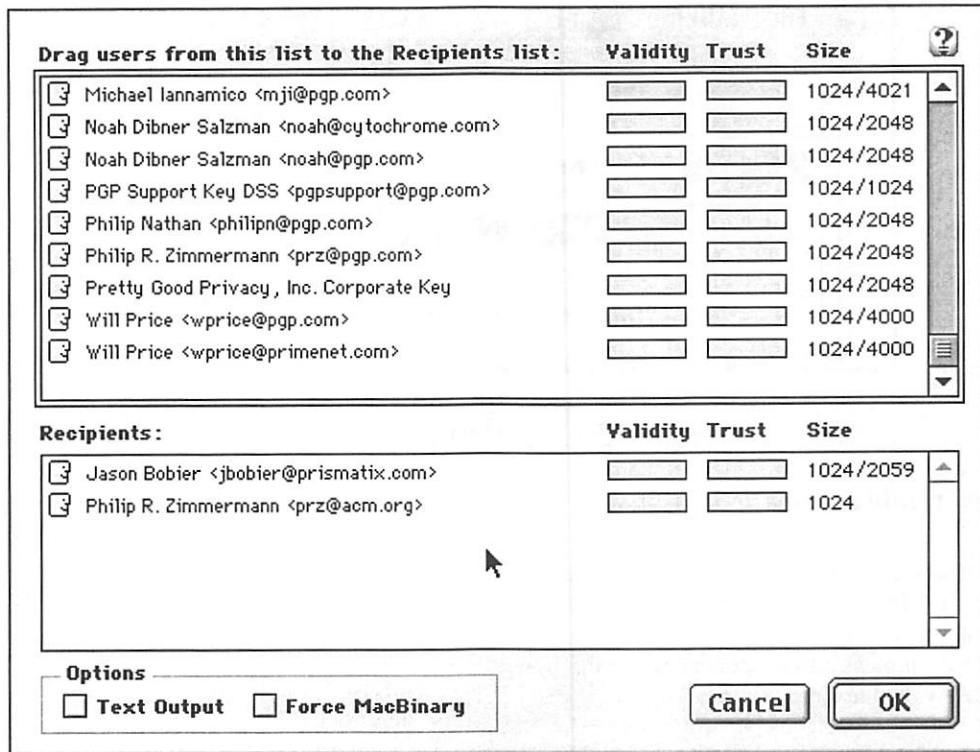 Drag users from this list to the Recipients list: Validity Trust Size ?
Michael Iannamico <mji@pgp.com> 1024/4021
Noah Dibner Salzman <noah@cytochrome.com> 1024/2048
Noah Dibner Salzman <noah@pgp.com> 1024/2048
PGP Support Key DSS <pgpsupport@pgp.com> 1024/1024
Philip Nathan <philipn@pgp.com> 1024/2048
Philip R. Zimmermann <prz@pgp.com> 1024/2048
Pretty Good Privacy, Inc. Corporate Key 1024/2048
Will Price <wprice@pgp.com> 1024/4000
Will Price <wprice@primenet.com> 1024/4000
Recipients: Validity Trust Size
Jason Bobier <jbobier@prismatix.com> 1024/2059
Philip R. Zimmermann <prz@acm.org> 1024
Options
Text Output Force MacBinary Cancel OK